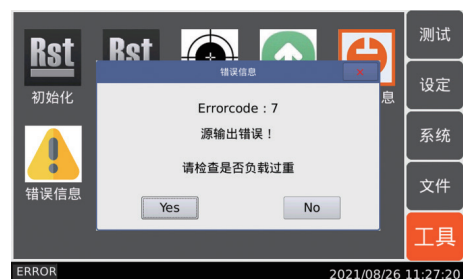 测试
Rst
Rst
错误信息
x
设定
初始化
息
Errorcode : 7
源输出错误！
系统
请检查是否负载过重
错误信息
文件
Yes
No
工具
ERROR
2021/08/26 11:27:20